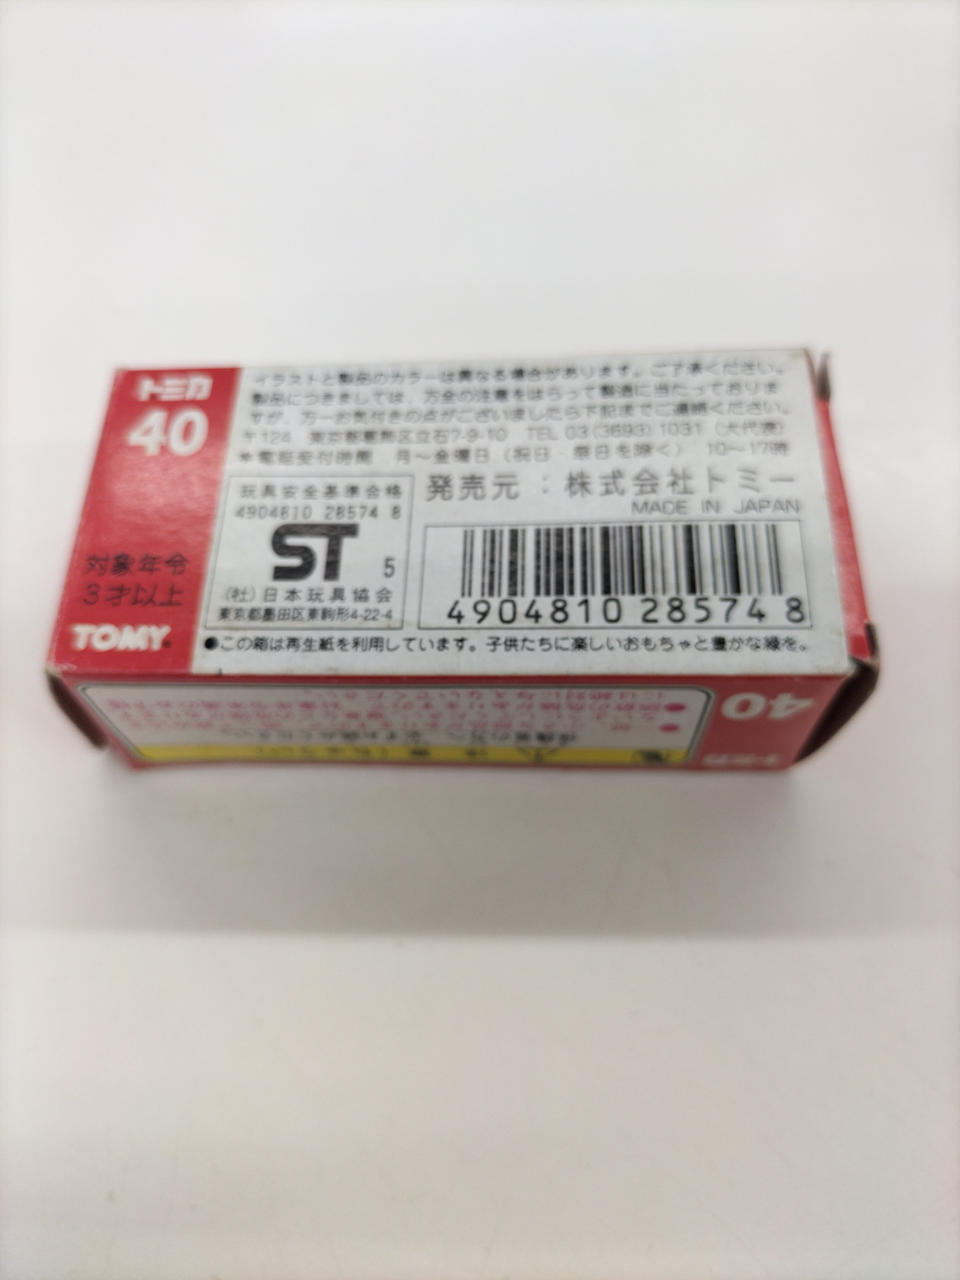 トミカ
40
対象年令
3才以上
TOMY
イラストと製品のカラーは異なる場合があります。ご了承ください。
製品につきましては、万全の注意をはらって製造に当たっておりま
すが、万一お気付きの点がございましたら下記までご連絡ください。
〒124 東京都葛飾区立石7-9-10 TEL 03(3693)1031(大代表)
★電話受付時間 月〜金曜日(祝日・祭日を除く) 10〜17時
玩具安全基準合格
4904810 28574 8
ST 5
(社)日本玩具協会
東京都墨田区東駒形4-22-4
発売元:株式会社トミー
MADE IN JAPAN
4904810 285748
●この箱は再生紙を利用しています。子供たちに楽しいおもちゃと豊かな緑を。
40
トミカ